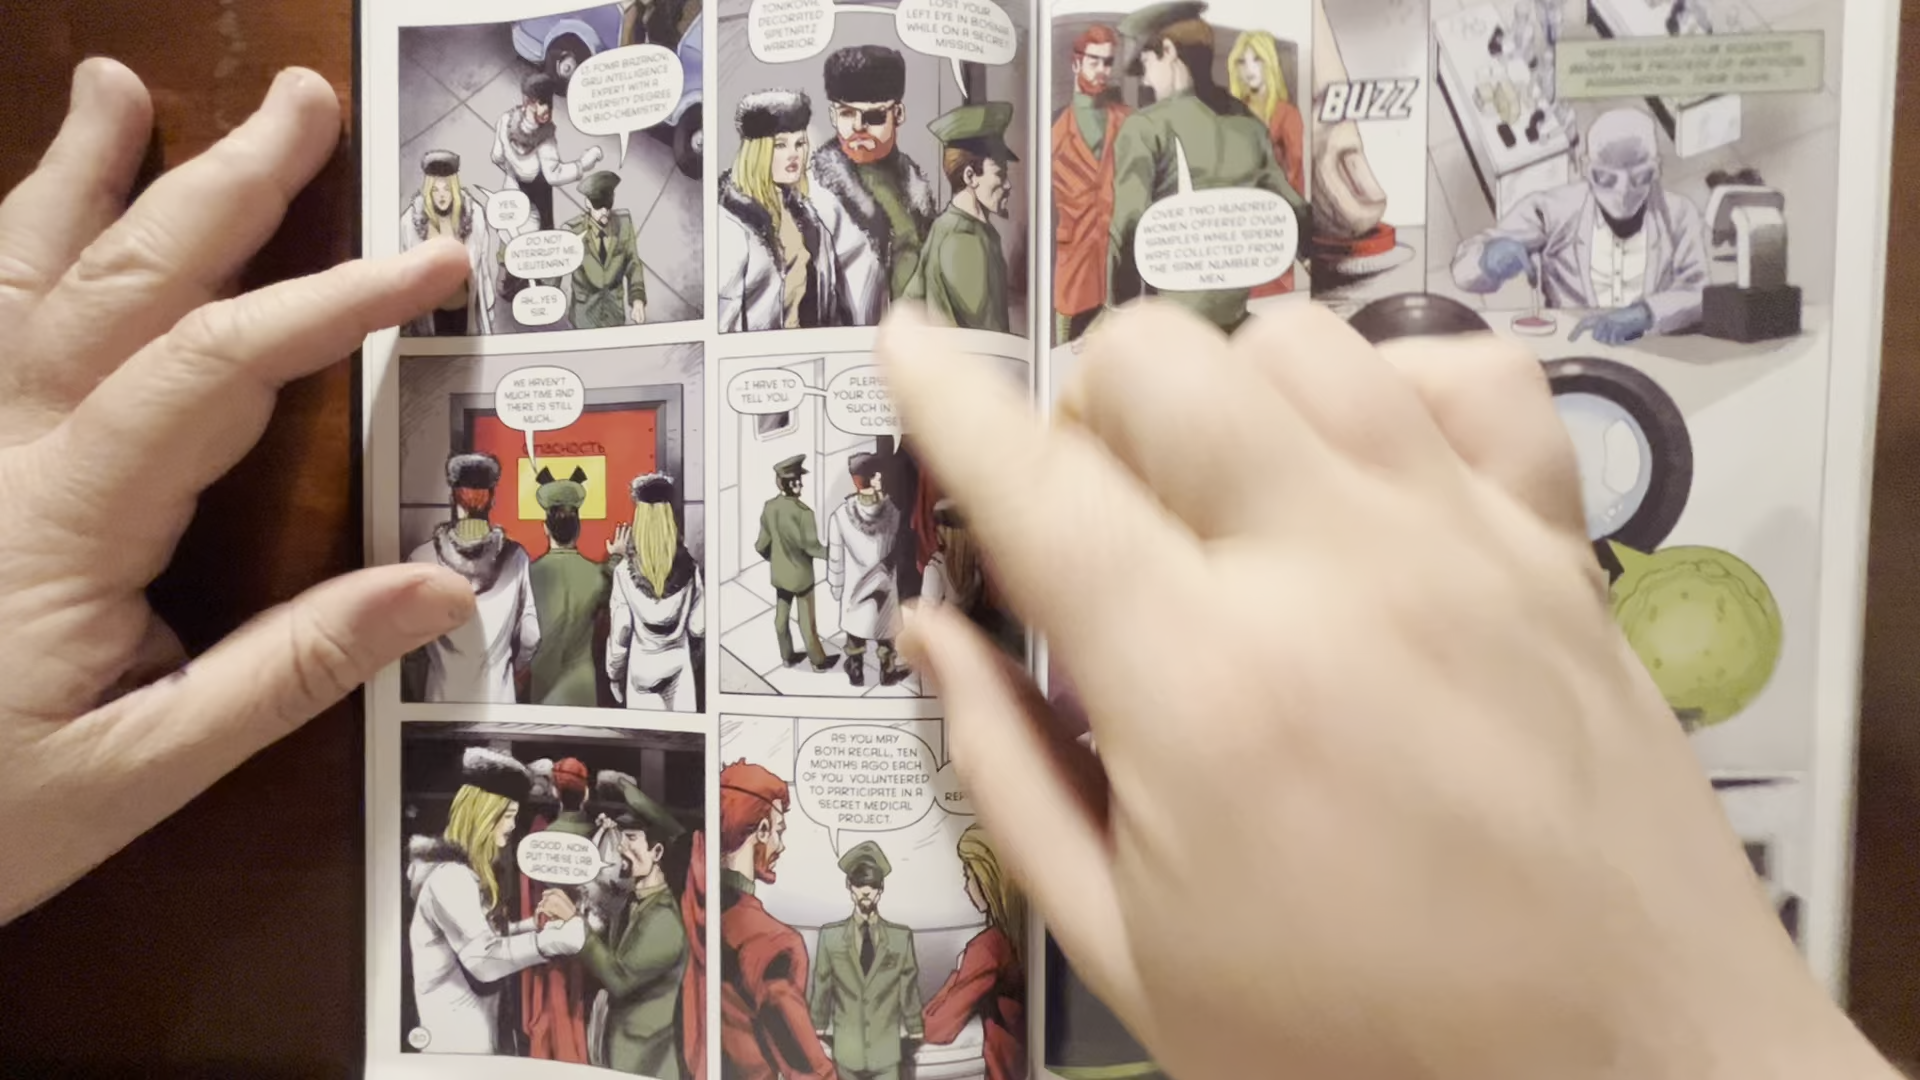 TONIKOVA,
DECORATED
SPETNATZ
WARRIOR.
LOST YOUR
LEFT EYE IN BOSNIA
WHILE ON A SECRET
MISSION.
LT. FOMA BAZANOV,
GRU INTELLIGENCE
EXPERT WITH A
UNIVERSITY DEGREE
IN BIO-CHEMISTRY.
YES,
SIR.
DO NOT
INTERRUPT ME,
LIEUTENANT.
AH...YES
SIR.
WE HAVEN'T
MUCH TIME AND
THERE IS STILL
MUCH...
ОПАСНОСТЬ
...I HAVE TO
TELL YOU.
YOUR
SUCH IN
GOOD. NOW
PUT THESE LAB
JACKETS ON.
AS YOU MAY
BOTH RECALL, TEN
MONTHS AGO EACH
OF YOU VOLUNTEERED
TO PARTICIPATE IN A
SECRET MEDICAL
PROJECT.
OVER TWO HUNDRED
WOMEN OFFERED OVUM
SAMPLES WHILE SPERM
WAS COLLECTED FROM
THE SAME NUMBER OF
MEN.
BUZZ